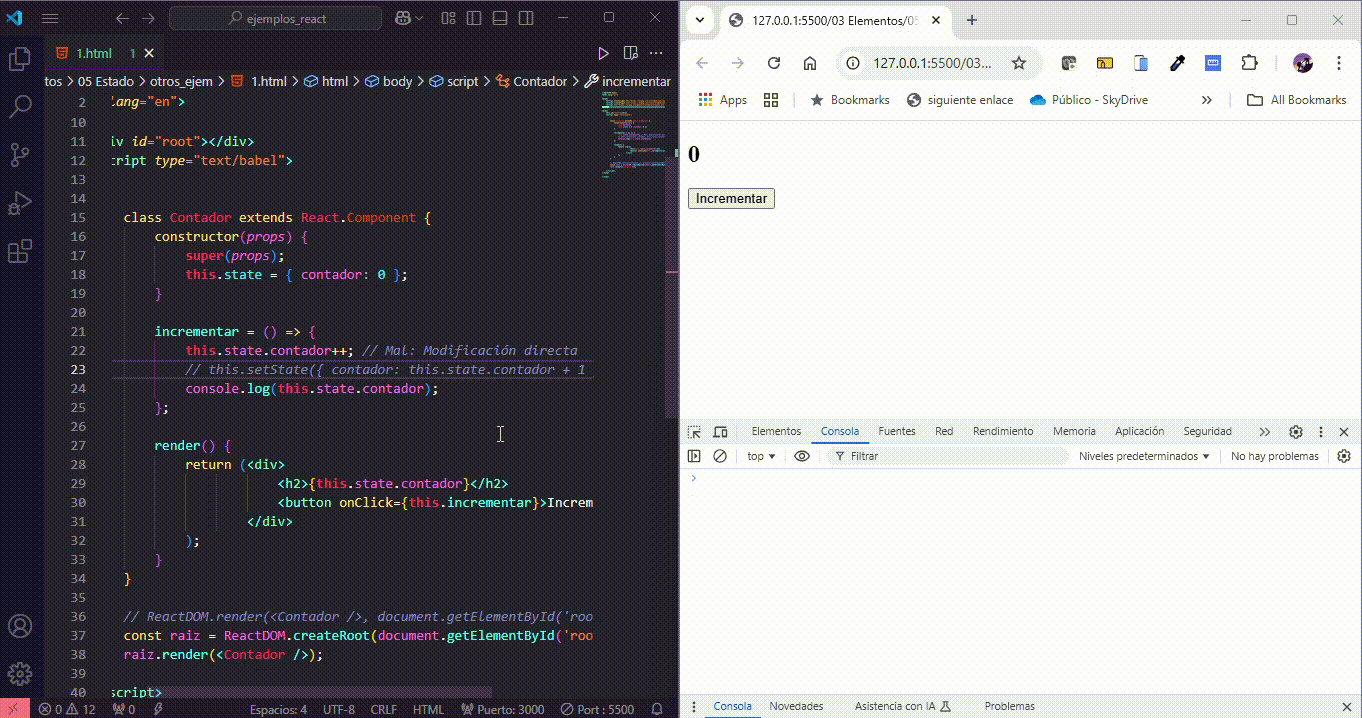 ejemplos_react
1.html 1
tos > 05 Estado > otros_ejem > 1.html > html > body > script > Contador > incrementar
2 lang="en">
10
11 iv id="root"></div>
12 cript type="text/babel">
13
14
15 class Contador extends React.Component {
16 constructor(props) {
17 super(props);
18 this.state = { contador: 0 };
19 }
20
21 incrementar = () => {
22 this.state.contador++; // Mal: Modificación directa
23 // this.setState({ contador: this.state.contador + 1
24 console.log(this.state.contador);
25 };
26
27 render() {
28 return (<div>
29 <h2>{this.state.contador}</h2>
30 <button onClick={this.incrementar}>Increm
31 </div>
32 );
33 }
34 }
35
36 // ReactDOM.render(<Contador />, document.getElementById('roo
37 const raiz = ReactDOM.createRoot(document.getElementById('roo
38 raiz.render(<Contador />);
39
40 script>
0 12 0 Espacios: 4 UTF-8 CRLF HTML Puerto: 3000 Port : 5500
127.0.0.1:5500/03 Elementos/05
127.0.0.1:5500/03...
Apps Bookmarks siguiente enlace Público - SkyDrive » All Bookmarks
0
Incrementar
Elementos Consola Fuentes Red Rendimiento Memoria Aplicación Seguridad »
top Filtrar Niveles predeterminados No hay problemas
>
Consola Novedades Asistencia con IA Problemas